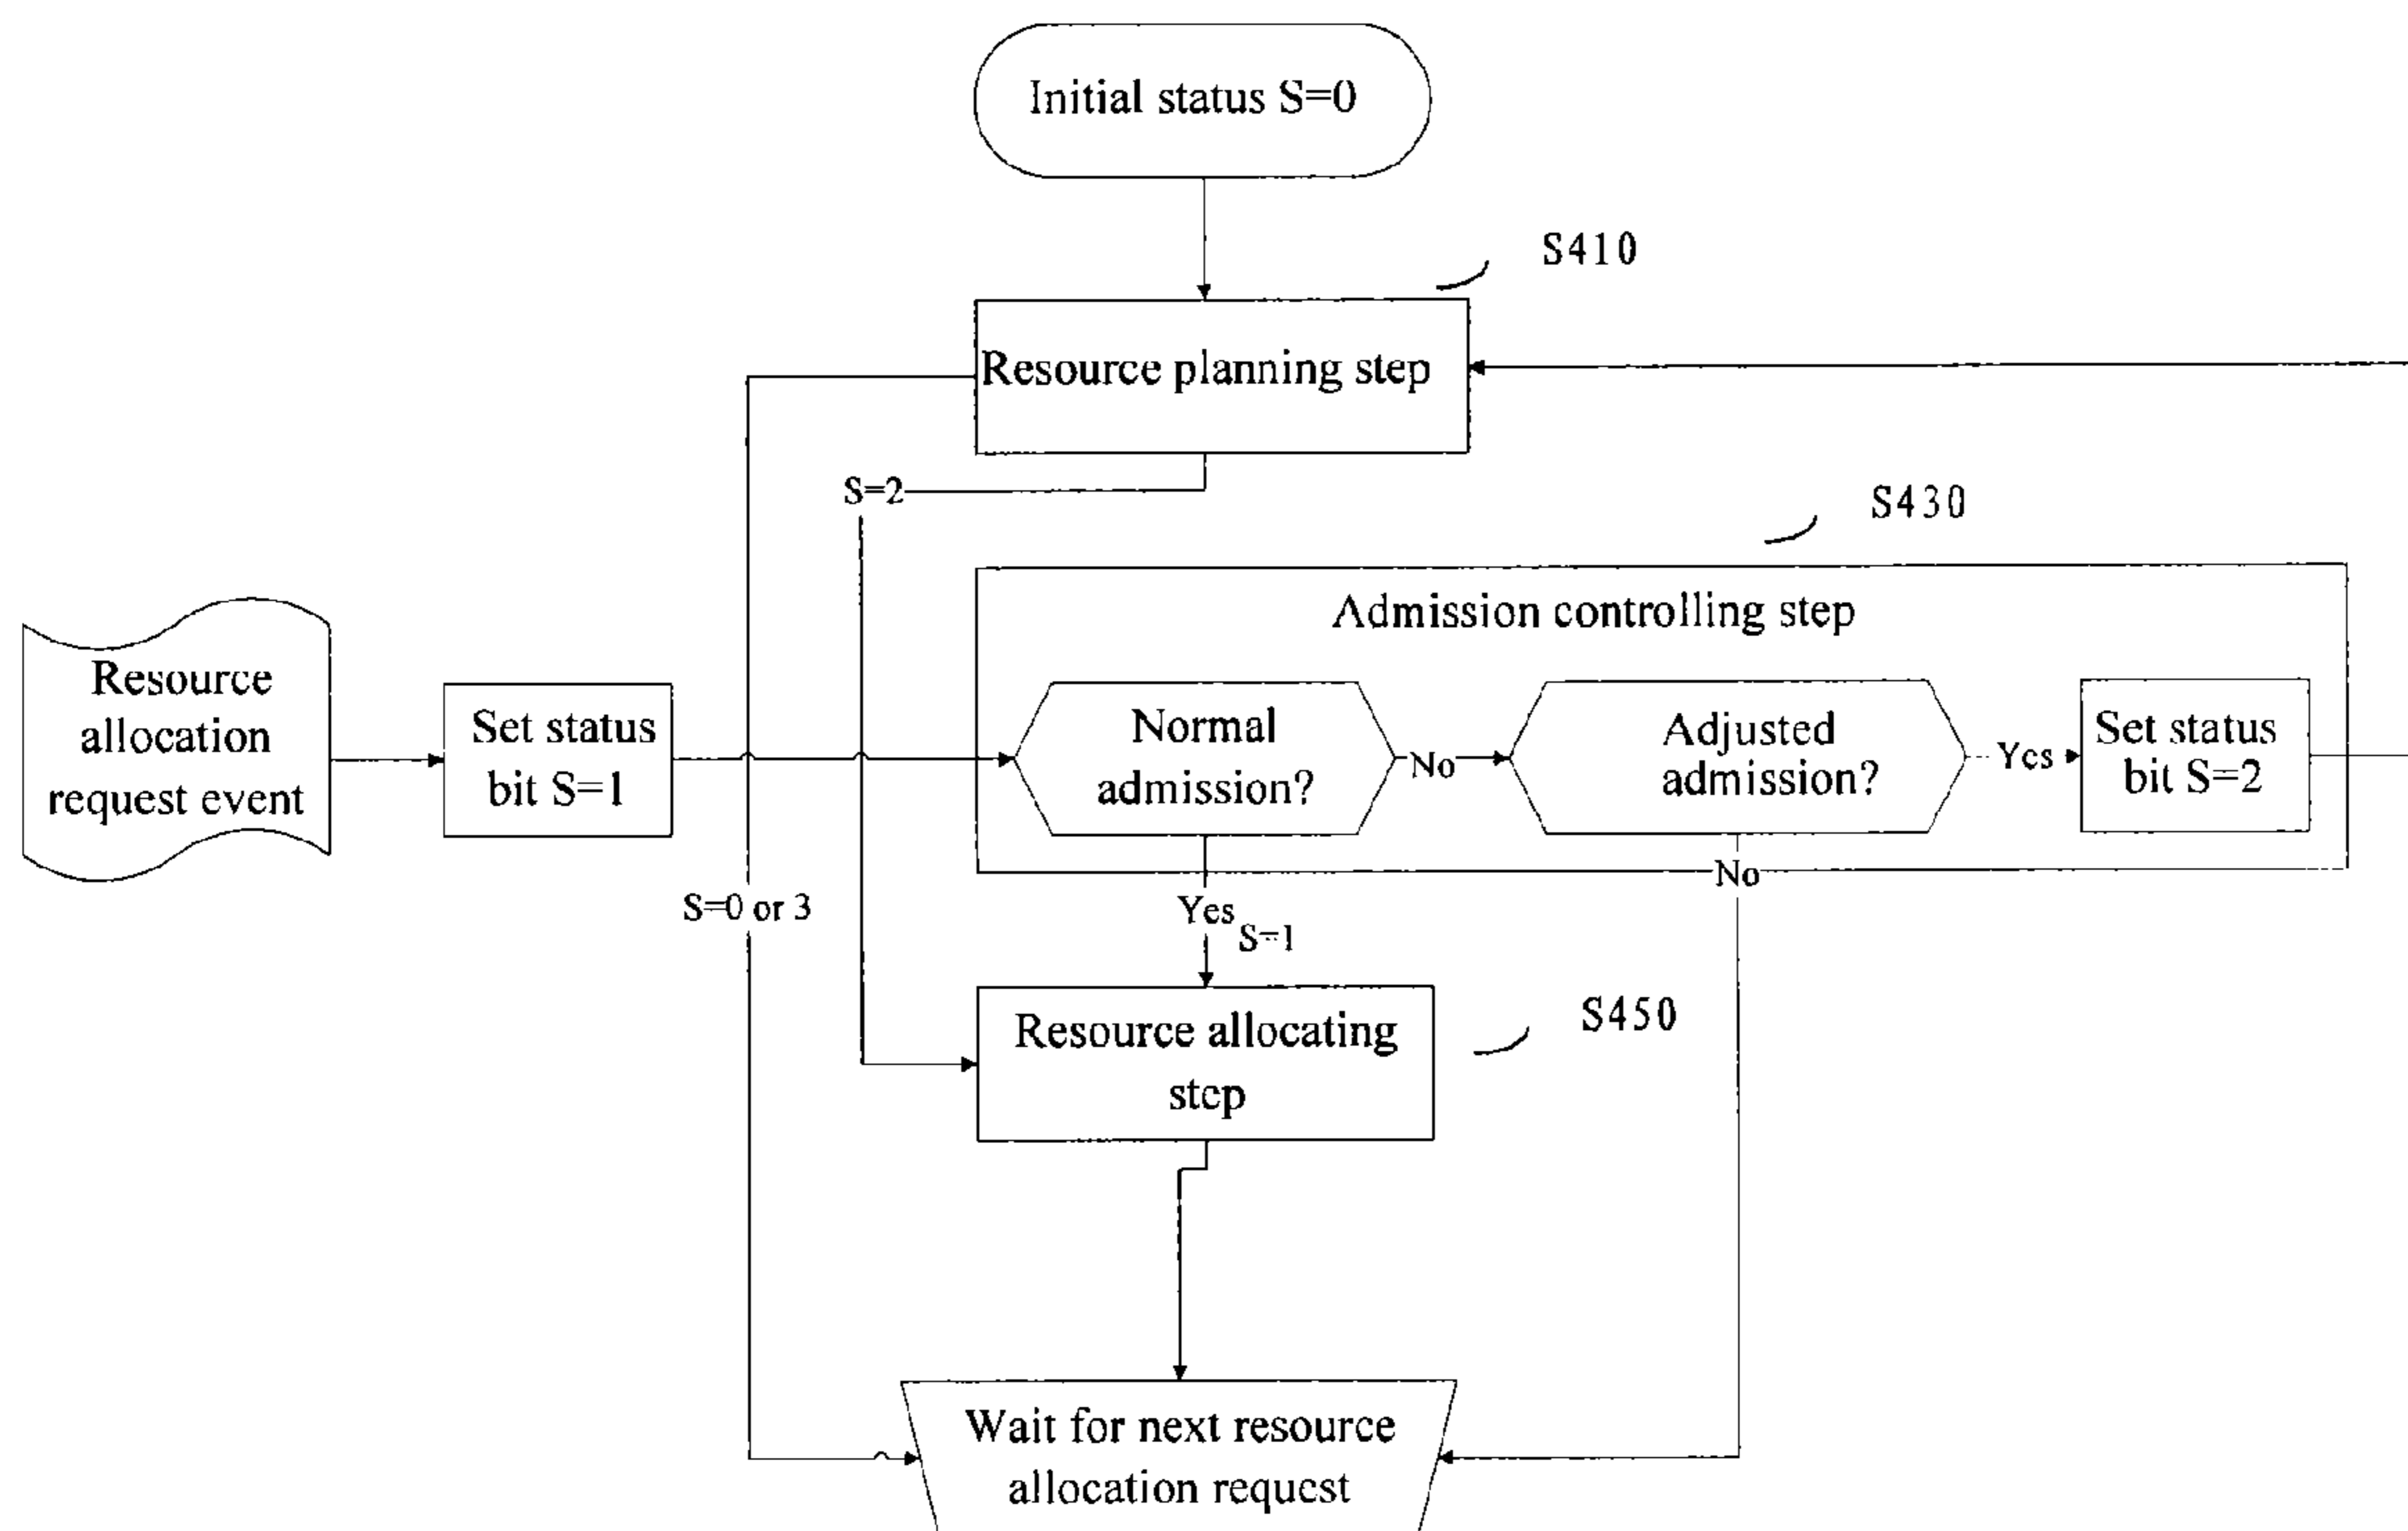 Initial status S=0
S410
Resource planning step
S=2
S430
Admission controlling step
Resource
allocation
request event
Set status
bit S=1
Normal
admission?
No
Adjusted
admission?
Yes
Set status
bit S=2
No
S=0 or 3
Yes
S=1
Resource allocating
step
S450
Wait for next resource
allocation request